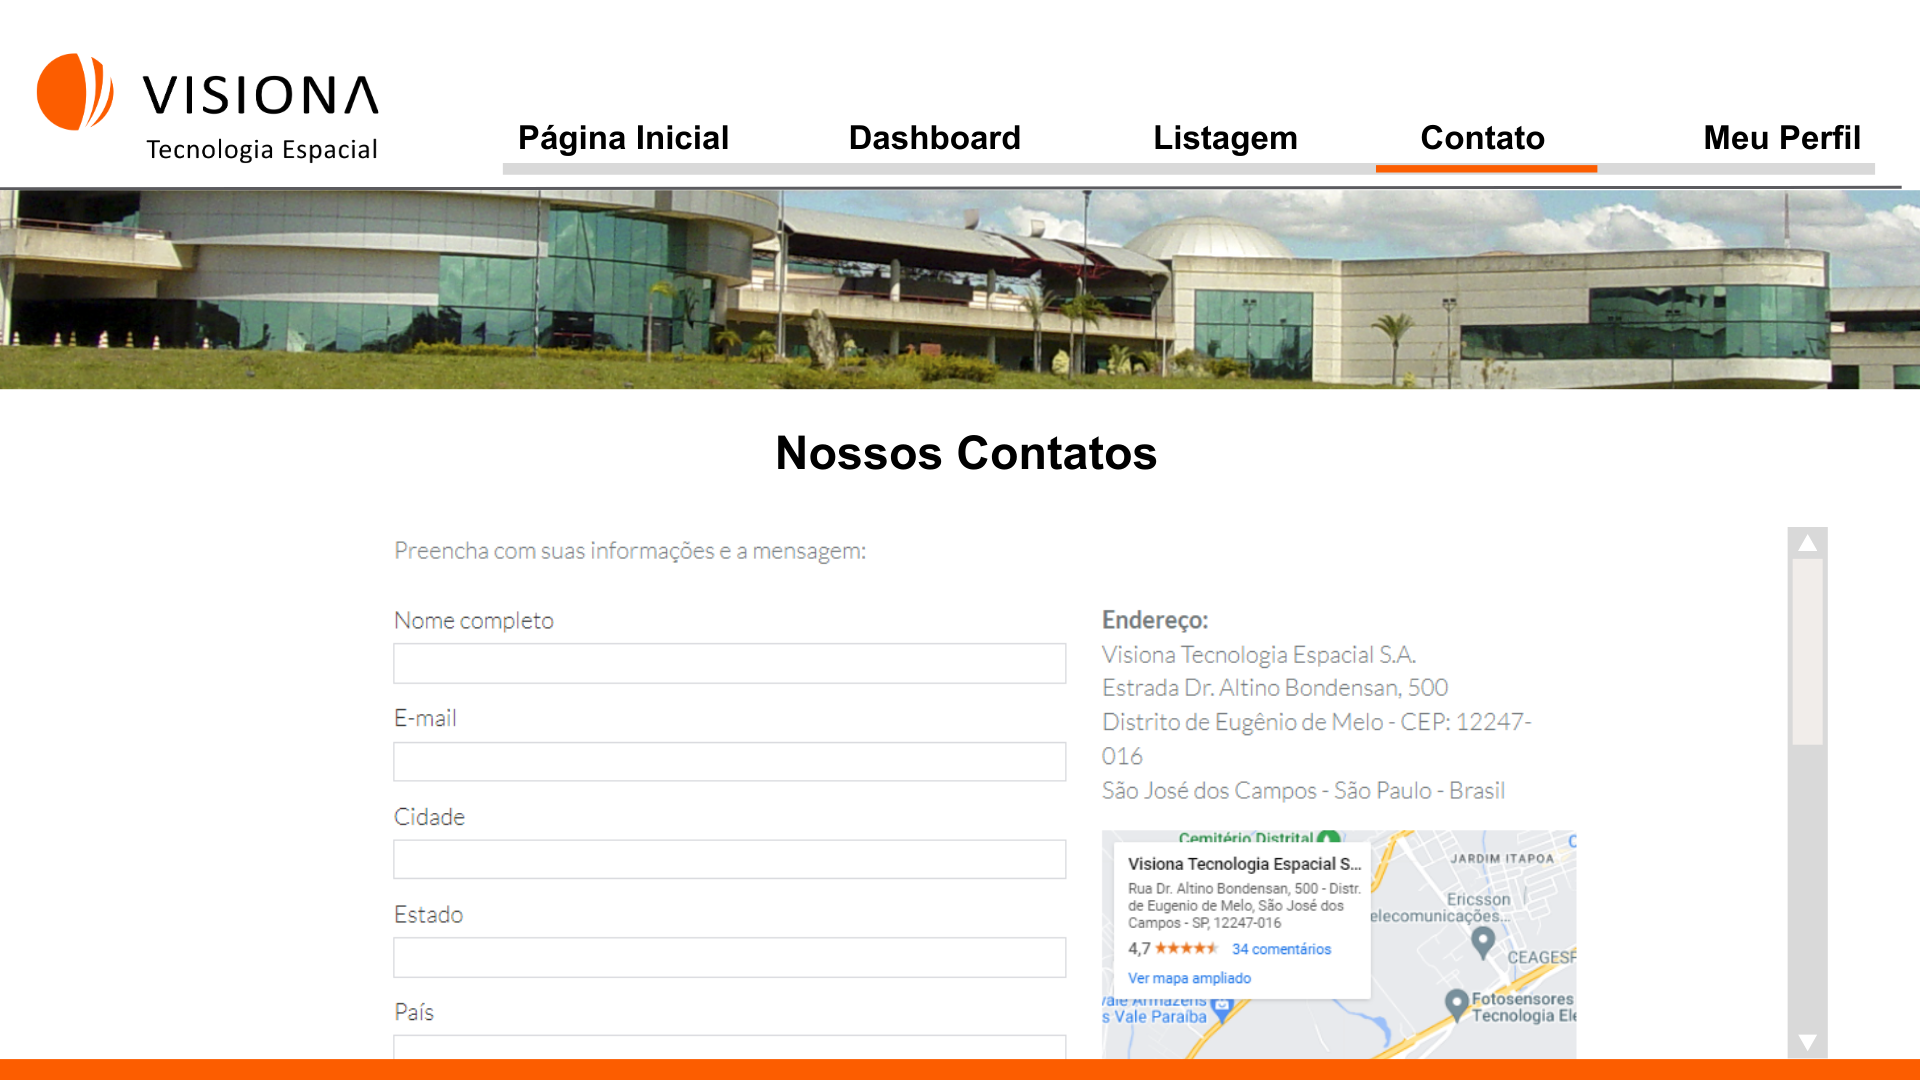 VISIONA
Tecnologia Espacial
Página Inicial
Dashboard
Listagem
Contato
Meu Perfil
Nossos Contatos
Preencha com suas informações e a mensagem:
Nome completo
E-mail
Cidade
Estado
País
Endereço:
Visiona Tecnologia Espacial S.A.
Estrada Dr. Altino Bondensan, 500
Distrito de Eugênio de Melo - CEP: 12247-
016
São José dos Campos - São Paulo - Brasil
Cemitério Distrital
Visiona Tecnologia Espacial S...
Rua Dr. Altino Bondensan, 500 - Distr.
de Eugenio de Melo, São José dos
Campos - SP, 12247-016
4,7 34 comentários
Ver mapa ampliado
JARDIM ITAPOA
Ericsson
elecomunicações...
CEAGESP
Fotosensores
Tecnologia Ele
Vale Armazéns
s Vale Paraíba